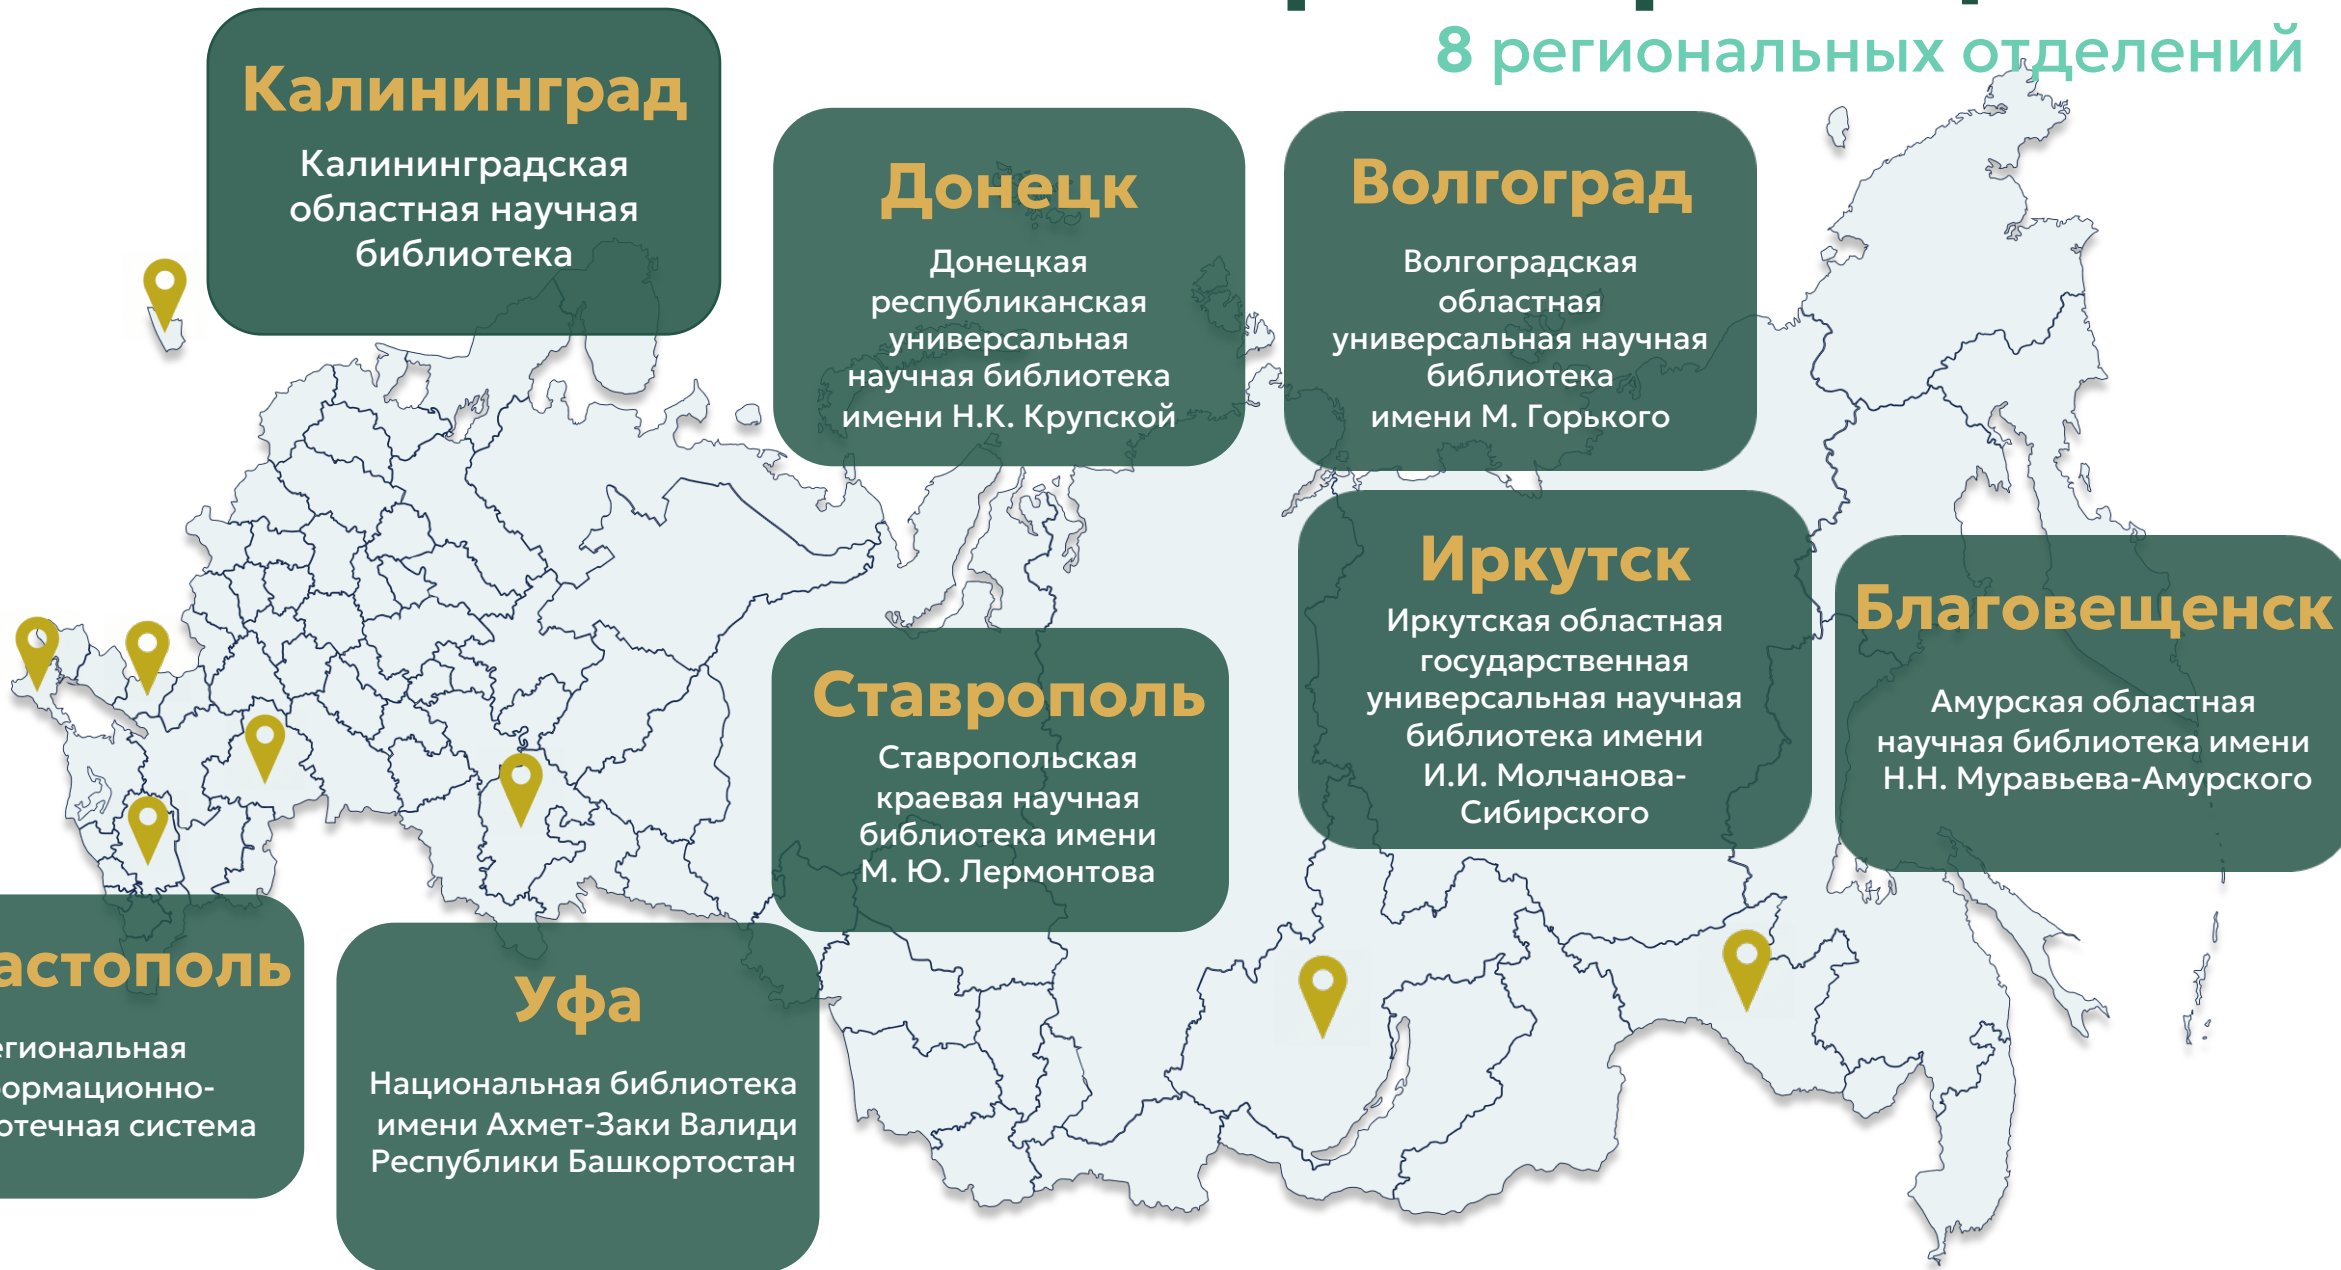 8 региональных отделений
Калининград
Калининградская
областная научная
библиотека
Донецк
Донецкая
республиканская
универсальная
научная библиотека
имени Н.К. Крупской
Волгоград
Волгоградская
областная
универсальная научная
библиотека
имени М. Горького
Иркутск
Иркутская областная
государственная
универсальная научная
библиотека имени
И.И. Молчанова-
Сибирского
Благовещенск
Амурская областная
научная библиотека имени
Н.Н. Муравьева-Амурского
Ставрополь
Ставропольская
краевая научная
библиотека имени
М. Ю. Лермонтова
астополь
егиональная
ормационно-
отечная система
Уфа
Национальная библиотека
имени Ахмет-Заки Валиди
Республики Башкортостан